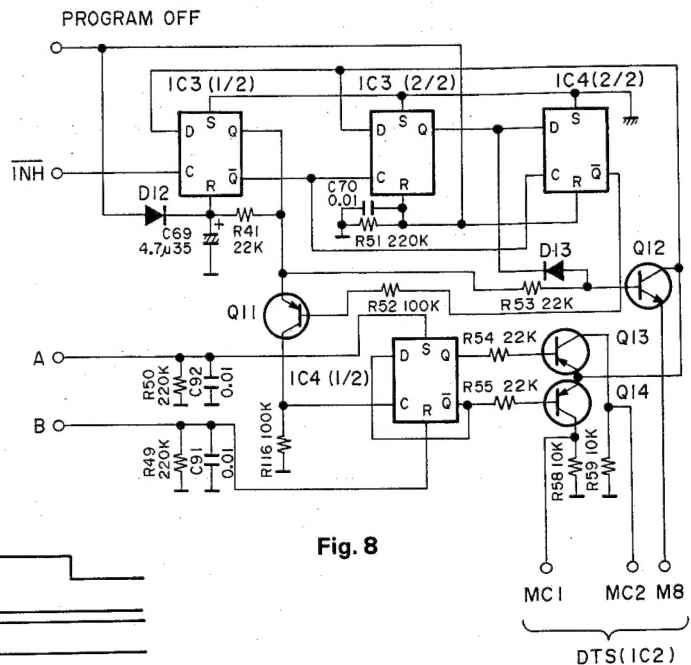 PROGRAM OFF
IC3 (1/2)
IC3 (2/2)
IC4 (2/2)
S
D Q
C Q̅
R
S
D Q
C
R
S
D
C Q̅
R
I̅N̅H̅
D12
C69
4.7μ35
+
R41
22K
C70
0.01
R51 220K
D13
Q12
Q11
R52 100K
R53 22K
A
R50
220K
C92
0.01
IC4 (1/2)
S
D Q
C Q̅
R
R54 22K
Q13
R55 22K
Q14
B
R49
220K
C91
0.01
R116 100K
R58 10K
R59 10K
Fig. 8
MC1 MC2 M8
DTS(IC2)